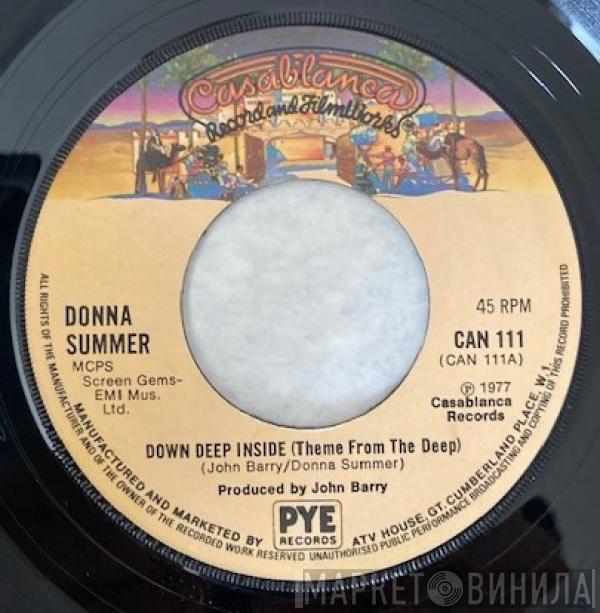 Casablanca
Record and FilmWorks
DONNA
SUMMER
MCPS
Screen Gems-
EMI Mus.
Ltd.
45 RPM
CAN 111
(CAN 111A)
℗ 1977
Casablanca
Records
DOWN DEEP INSIDE (Theme From The Deep)
(John Barry/Donna Summer)
Produced by John Barry
MANUFACTURED AND MARKETED BY PYE RECORDS ATV HOUSE, GT. CUMBERLAND PLACE, W.1.
ALL RIGHTS OF THE MANUFACTURER AND OF THE OWNER OF THE RECORDED WORK RESERVED UNAUTHORISED PUBLIC PERFORMANCE BROADCASTING AND COPYING OF THIS RECORD PROHIBITED
МАРКЕТ ВИНИЛА